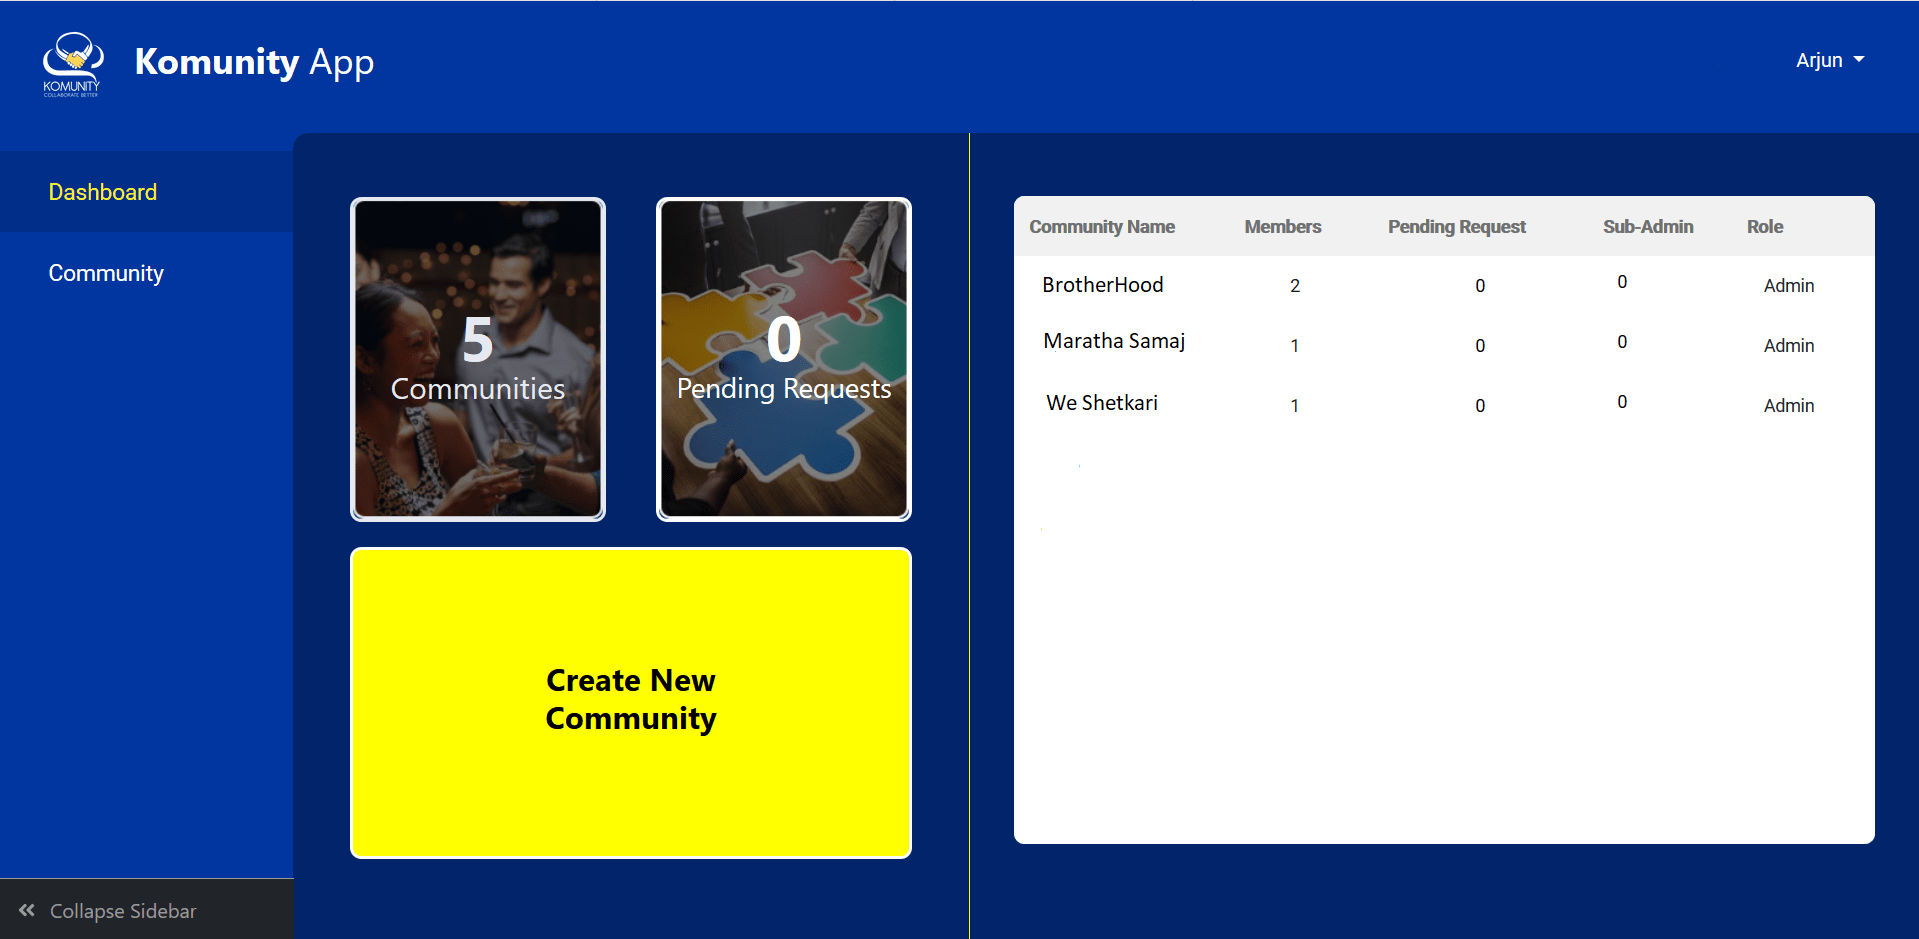 KOMUNITY
COLLABORATE BETTER
Komunity App
Arjun
Dashboard
Community
5
Communities
0
Pending Requests
Create New
Community
Community Name Members Pending Request Sub-Admin Role
BrotherHood 2 0 0 Admin
Maratha Samaj 1 0 0 Admin
We Shetkari 1 0 0 Admin
Collapse Sidebar